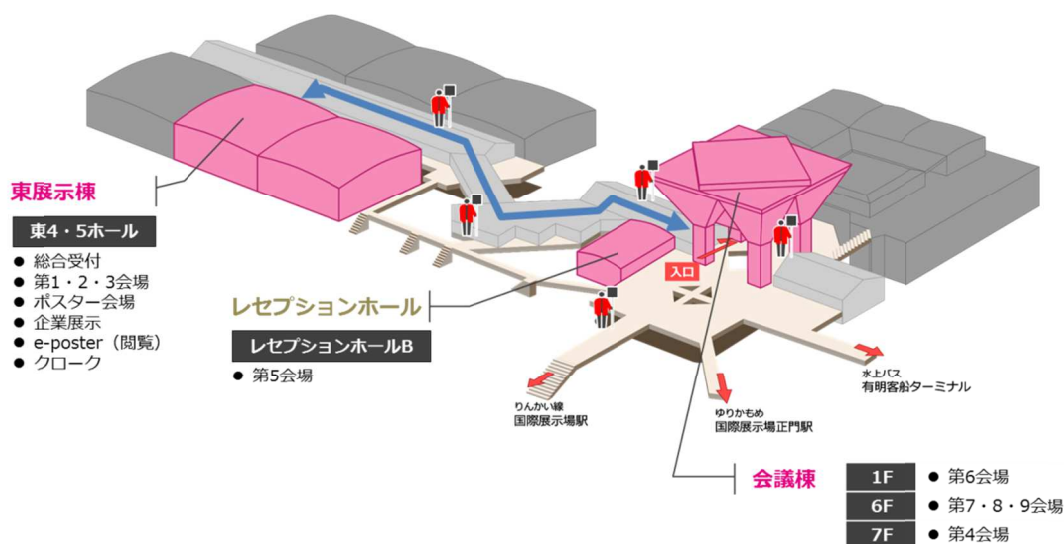 東展示棟
東4・5ホール
● 総合受付
● 第1・2・3会場
● ポスター会場
● 企業展示
● e-poster（閲覧）
● クローク
レセプションホール
レセプションホールB
● 第5会場
入口
りんかい線
国際展示場駅
ゆりかもめ
国際展示場正門駅
水上バス
有明客船ターミナル
会議棟
1F ● 第6会場
6F ● 第7・8・9会場
7F ● 第4会場